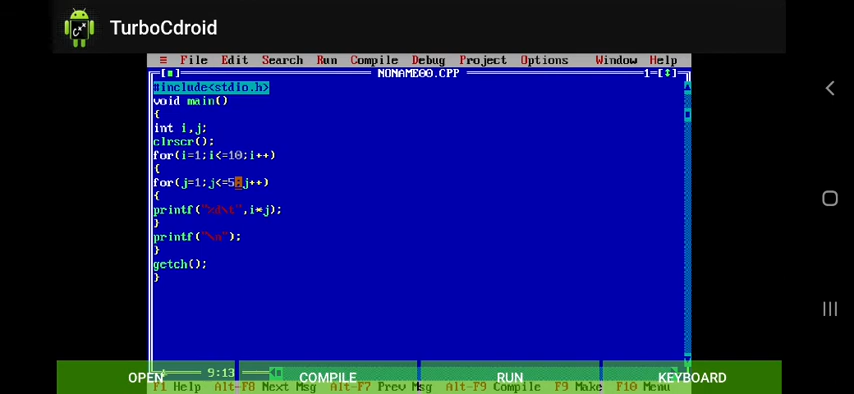 TurboCdroid
≡ File Edit Search Run Compile Debug Project Options Window Help
[■] NONAME00.CPP 1=[↕]
#include<stdio.h>
void main()
{
int i,j;
clrscr();
for(i=1;i<=10;i++)
{
for(j=1;j<=5;j++)
{
printf("%d\t",i*j);
}
printf("\n");
}
getch();
}
9:13
OPEN COMPILE RUN KEYBOARD
F1 Help Alt-F8 Next Msg Alt-F7 Prev Msg Alt-F9 Compile F9 Make F10 Menu